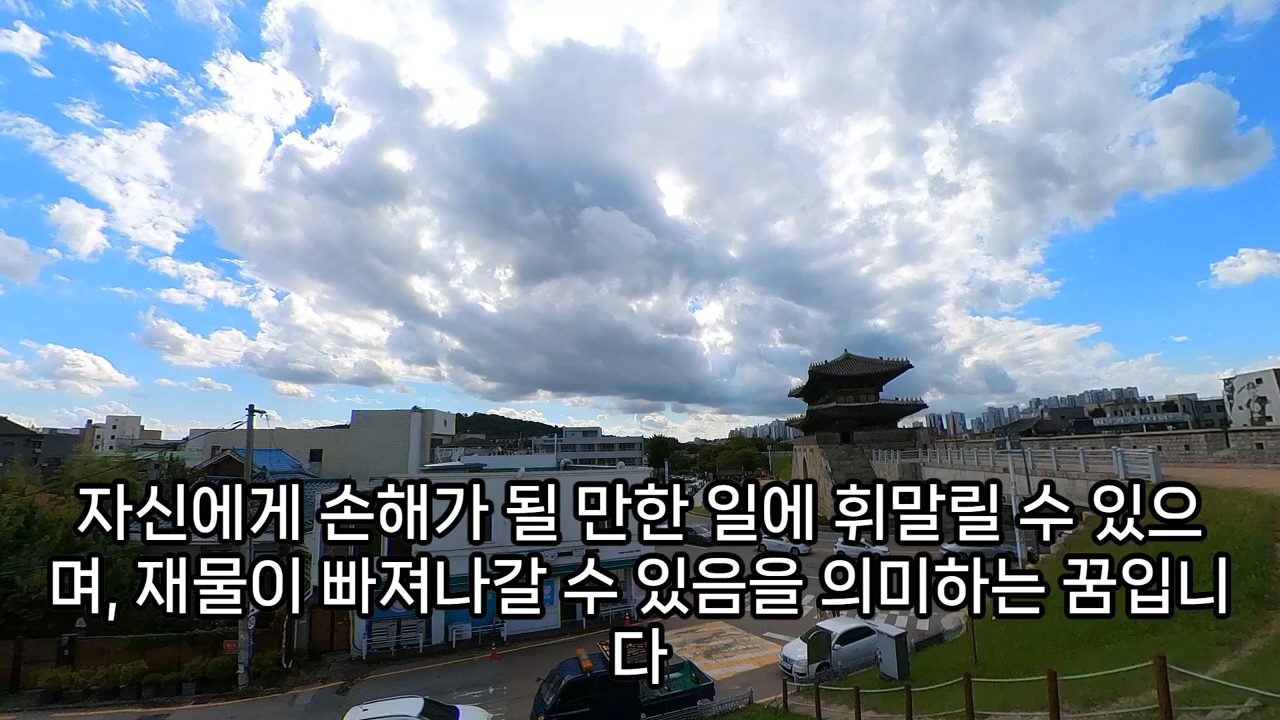 자신에게 손해가 될 만한 일에 휘말릴 수 있으
며, 재물이 빠져나갈 수 있음을 의미하는 꿈입니
다